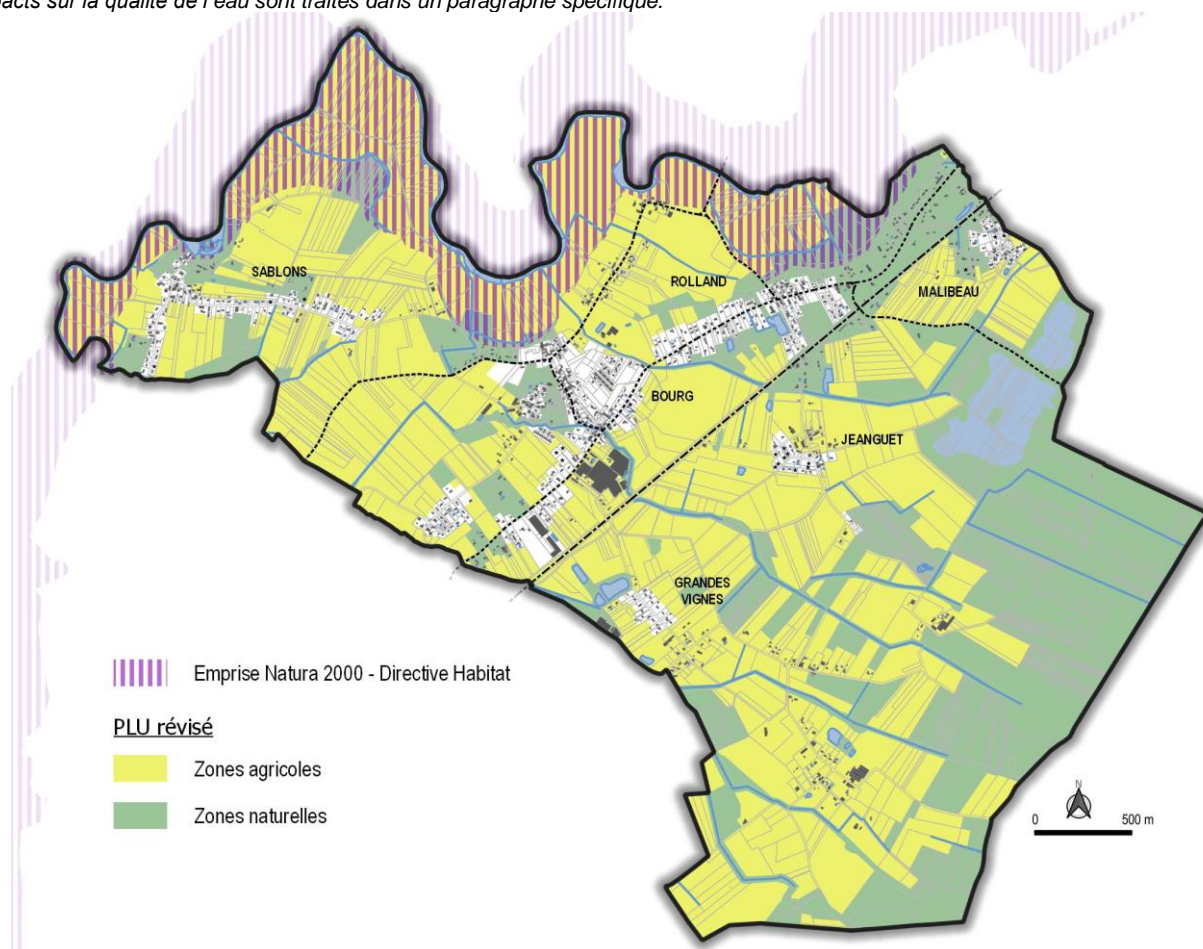 pacts sur la qualité de l'eau sont traités dans un paragraphe spécifique.
SABLONS
ROLLAND
MALIBEAU
BOURG
JEANGUET
GRANDES
VIGNES
Emprise Natura 2000 - Directive Habitat
PLU révisé
Zones agricoles
Zones naturelles
N
0 500 m